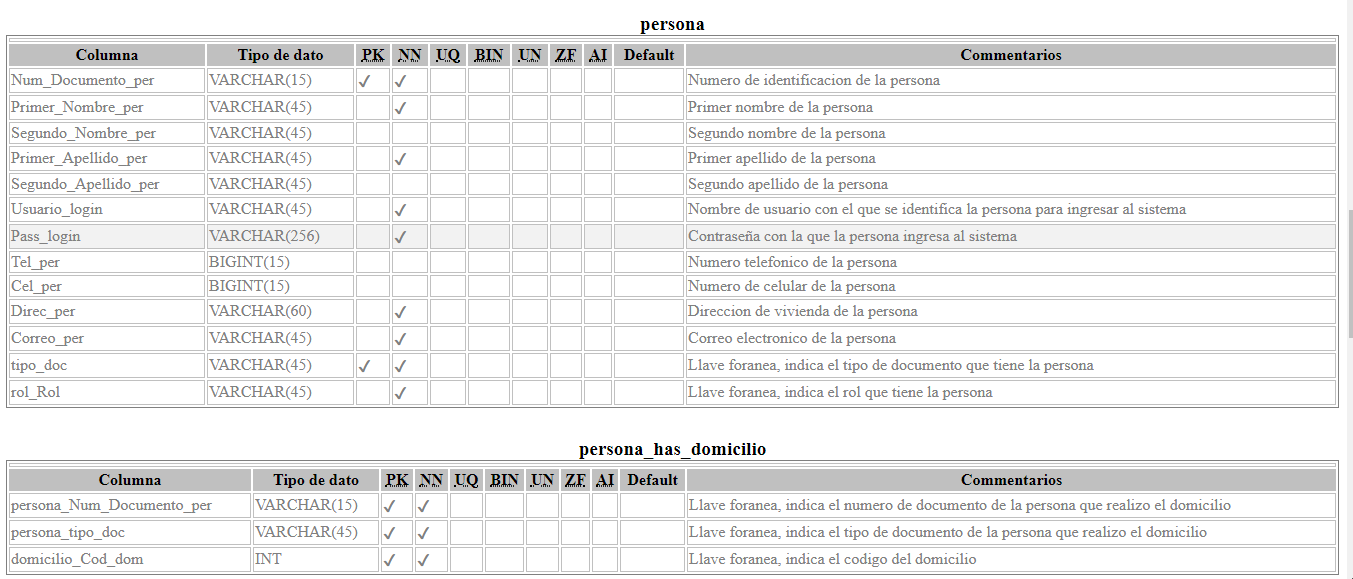 persona
Columna Tipo de dato PK NN UQ BIN UN ZF AI Default Commentarios
Num_Documento_per VARCHAR(15) ✓ ✓ Numero de identificacion de la persona
Primer_Nombre_per VARCHAR(45) ✓ Primer nombre de la persona
Segundo_Nombre_per VARCHAR(45) Segundo nombre de la persona
Primer_Apellido_per VARCHAR(45) ✓ Primer apellido de la persona
Segundo_Apellido_per VARCHAR(45) Segundo apellido de la persona
Usuario_login VARCHAR(45) ✓ Nombre de usuario con el que se identifica la persona para ingresar al sistema
Pass_login VARCHAR(256) ✓ Contraseña con la que la persona ingresa al sistema
Tel_per BIGINT(15) Numero telefonico de la persona
Cel_per BIGINT(15) Numero de celular de la persona
Direc_per VARCHAR(60) ✓ Direccion de vivienda de la persona
Correo_per VARCHAR(45) ✓ Correo electronico de la persona
tipo_doc VARCHAR(45) ✓ ✓ Llave foranea, indica el tipo de documento que tiene la persona
rol_Rol VARCHAR(45) ✓ Llave foranea, indica el rol que tiene la persona
persona_has_domicilio
Columna Tipo de dato PK NN UQ BIN UN ZF AI Default Commentarios
persona_Num_Documento_per VARCHAR(15) ✓ ✓ Llave foranea, indica el numero de documento de la persona que realizo el domicilio
persona_tipo_doc VARCHAR(45) ✓ ✓ Llave foranea, indica el tipo de documento de la persona que realizo el domicilio
domicilio_Cod_dom INT ✓ ✓ Llave foranea, indica el codigo del domicilio